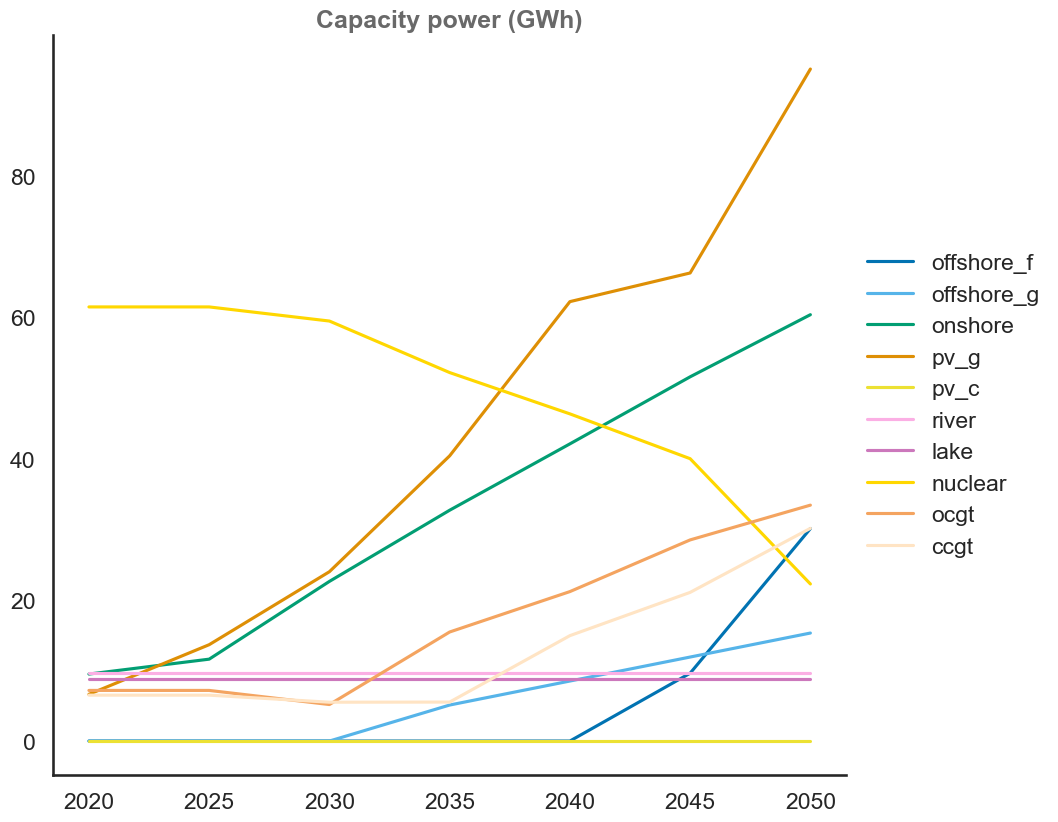 Capacity power (GWh)
80
60
40
20
0
2020 2025 2030 2035 2040 2045 2050
offshore_f
offshore_g
onshore
pv_g
pv_c
river
lake
nuclear
ocgt
ccgt